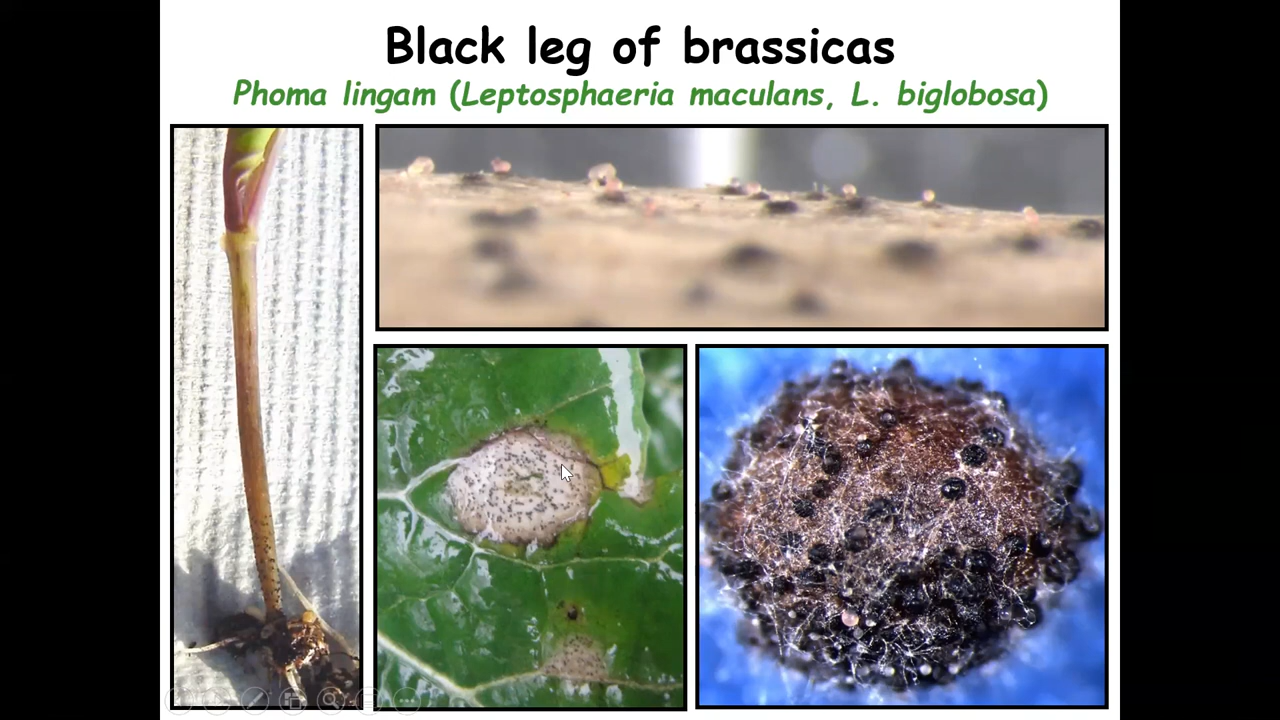 Black leg of brassicas
Phoma lingam (Leptosphaeria maculans, L. biglobosa)